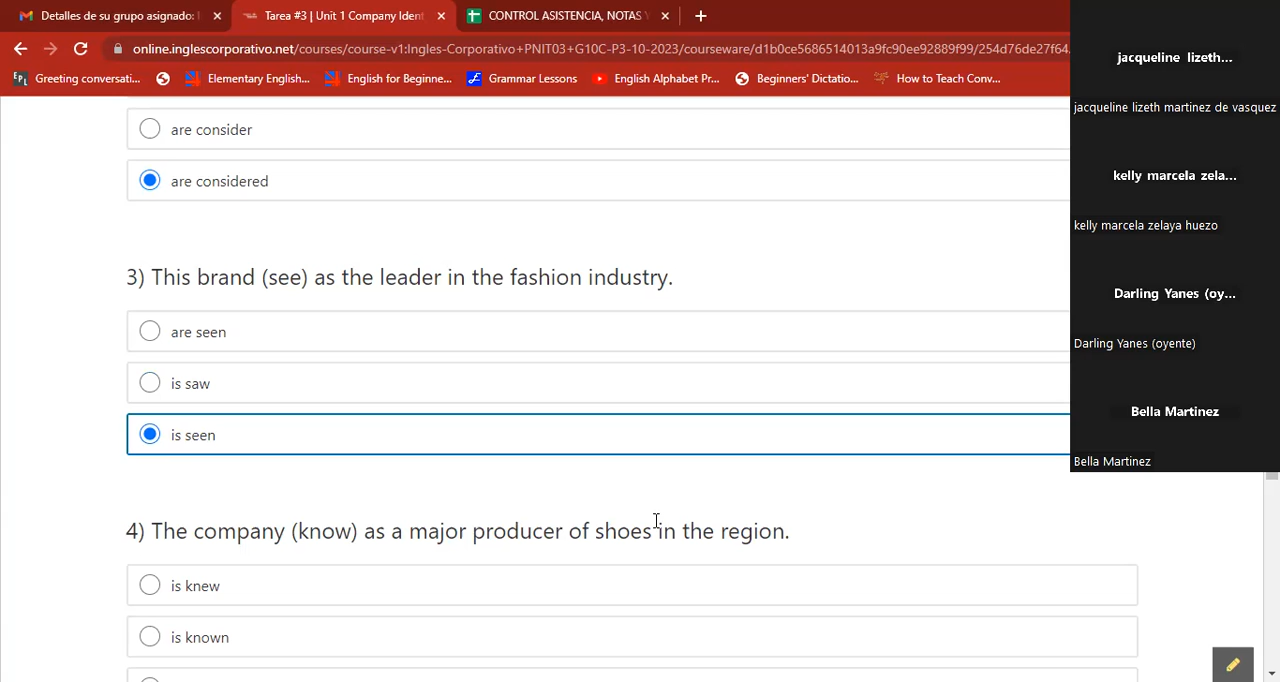 Detalles de su grupo asignado:
Tarea #3 | Unit 1 Company Iden
CONTROL ASISTENCIA, NOTAS Y
online.inglescorporativo.net/courses/course-v1:Ingles-Corporativo+PNIT03+G10C-P3-10-2023/courseware/d1b0ce5686514013a9fc90ee92889f99/254d76de27f64
Greeting conversati...
Elementary English...
English for Beginne...
Grammar Lessons
English Alphabet Pr...
Beginners' Dictatio...
How to Teach Conv...
are consider
are considered
3) This brand (see) as the leader in the fashion industry.
are seen
is saw
is seen
4) The company (know) as a major producer of shoes in the region.
is knew
is known
jacqueline lizeth...
jacqueline lizeth martinez de vasquez
kelly marcela zela...
kelly marcela zelaya huezo
Darling Yanes (oy...
Darling Yanes (oyente)
Bella Martinez
Bella Martinez